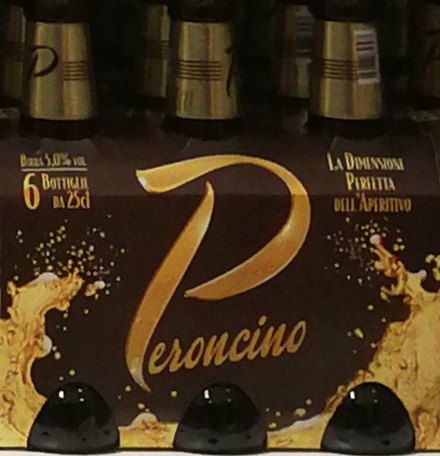 P
BIRRA 5,0% VOL.
6 BOTTIGLIE
DA 25cl
LA DIMENSIONE
PERFETTA
DELL'APERITIVO
Peroncino